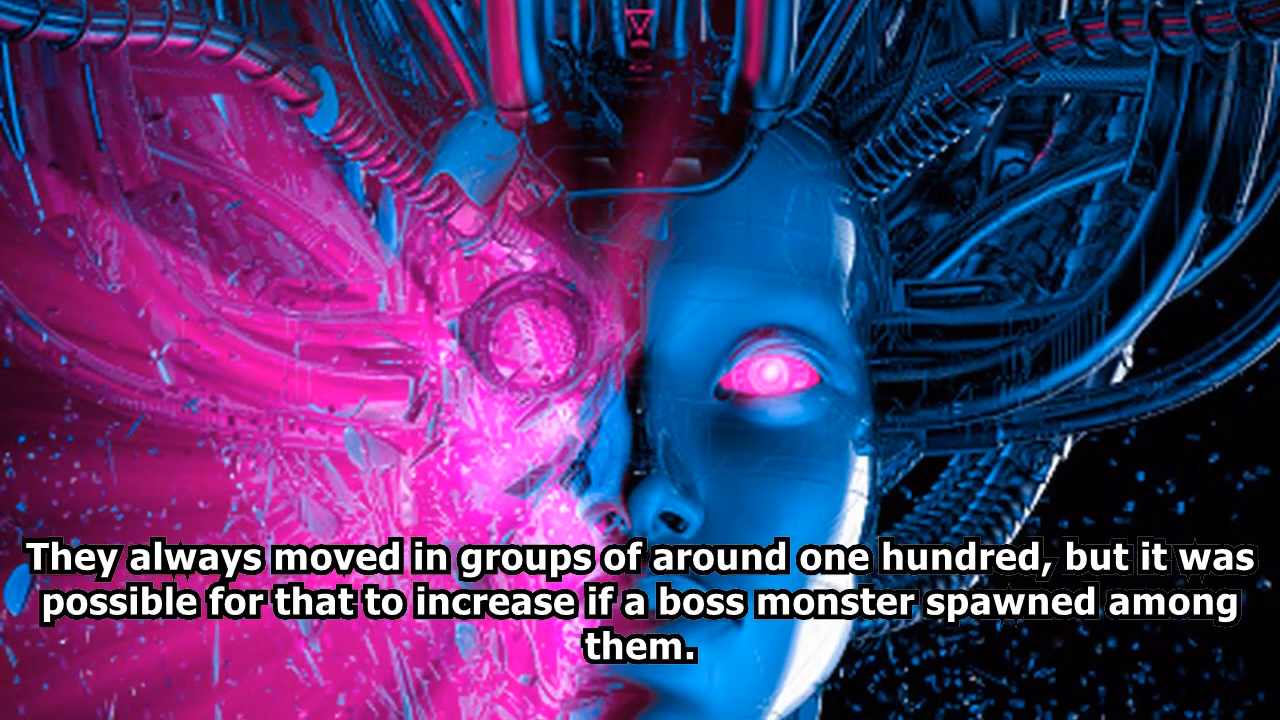 They always moved in groups of around one hundred, but it was
possible for that to increase if a boss monster spawned among
them.